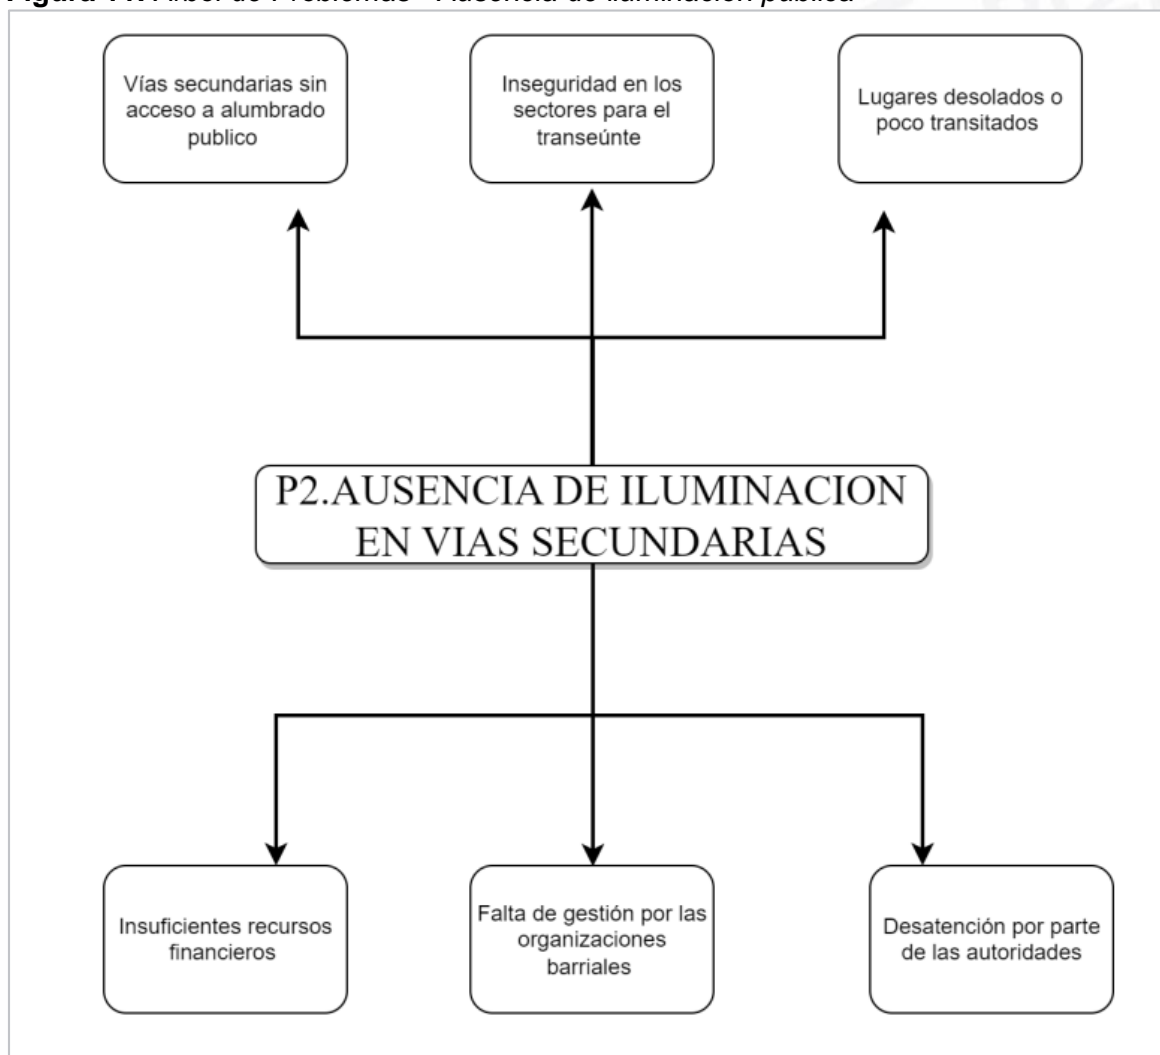 Vías secundarias sin
acceso a alumbrado
publico
Inseguridad en los
sectores para el
transeúnte
Lugares desolados o
poco transitados
P2.AUSENCIA DE ILUMINACION
EN VIAS SECUNDARIAS
Insuficientes recursos
financieros
Falta de gestión por las
organizaciones
barriales
Desatención por parte
de las autoridades